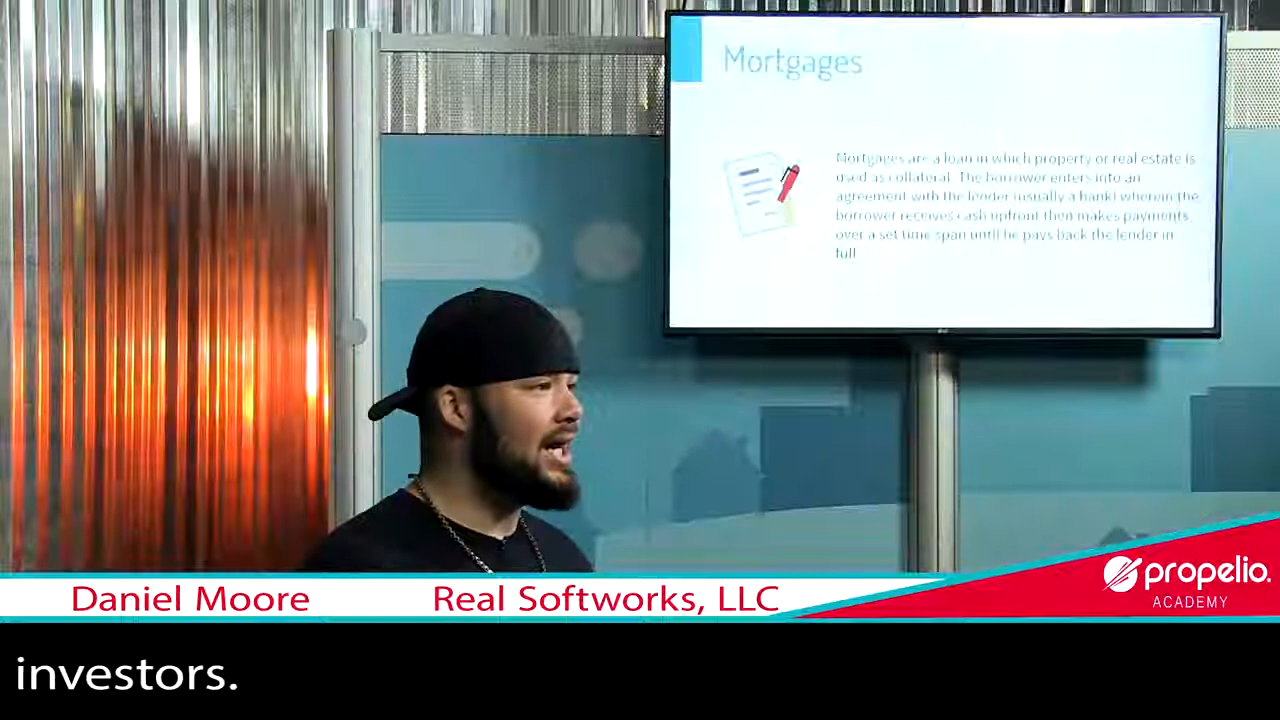 Mortgages
Mortgages are a loan in which property or real estate is
used as collateral. The borrower enters into an
agreement with the lender (usually a bank) wherein the
borrower receives cash upfront then makes payments
over a set time span until he pays back the lender in
full
Daniel Moore Real Softworks, LLC
propelio.
ACADEMY
investors.